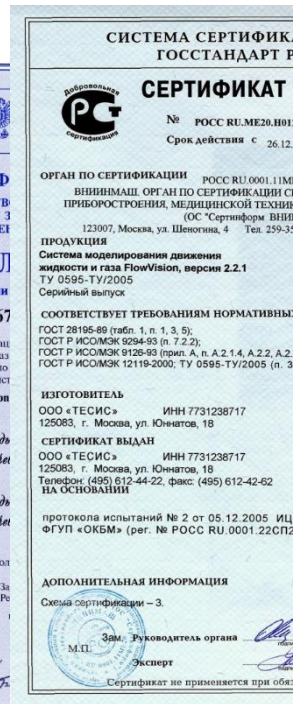 СИСТЕМА СЕРТИФИКА
ГОССТАНДАРТ Р
добровольная
сертификация
СЕРТИФИКАТ
№ РОСС RU.ME20.H01
Срок действия с 26.12.
ОРГАН ПО СЕРТИФИКАЦИИ РОСС RU.0001.11М
ВНИИНМАШ. ОРГАН ПО СЕРТИФИКАЦИИ С
ПРИБОРОСТРОЕНИЯ, МЕДИЦИНСКОЙ ТЕХНИК
(ОС "Сертинформ ВНИ
123007, Москва, ул. Шеногина, 4 Тел. 259-35
ПРОДУКЦИЯ
Система моделирования движения
жидкости и газа FlowVision, версия 2.2.1
ТУ 0595-ТУ/2005
Серийный выпуск
СООТВЕТСТВУЕТ ТРЕБОВАНИЯМ НОРМАТИВНЫ
ГОСТ 28195-89 (табл. 1, п. 1, 3, 5);
ГОСТ Р ИСО/МЭК 9294-93 (п. 7.2.2);
ГОСТ Р ИСО/МЭК 9126-93 (прил. А, п. А.2.1.4, А.2.2, А.2.
ГОСТ Р ИСО/МЭК 12119-2000; ТУ 0595-ТУ/2005 (п. 3
ИЗГОТОВИТЕЛЬ
ООО «ТЕСИС» ИНН 7731238717
125083, г. Москва, ул. Юннатов, 18
СЕРТИФИКАТ ВЫДАН
ООО «ТЕСИС» ИНН 7731238717
125083, г. Москва, ул. Юннатов, 18
Телефон: (495) 612-44-22, факс: (495) 612-42-62
НА ОСНОВАНИИ
протокола испытаний № 2 от 05.12.2005 ИЦ
ФГУП «ОКБМ» (рег. № РОСС RU.0001.22СП2
ДОПОЛНИТЕЛЬНАЯ ИНФОРМАЦИЯ
Схема сертификации – 3.
Зам. Руководитель органа
М.П.
Эксперт
Сертификат не применяется при обяз